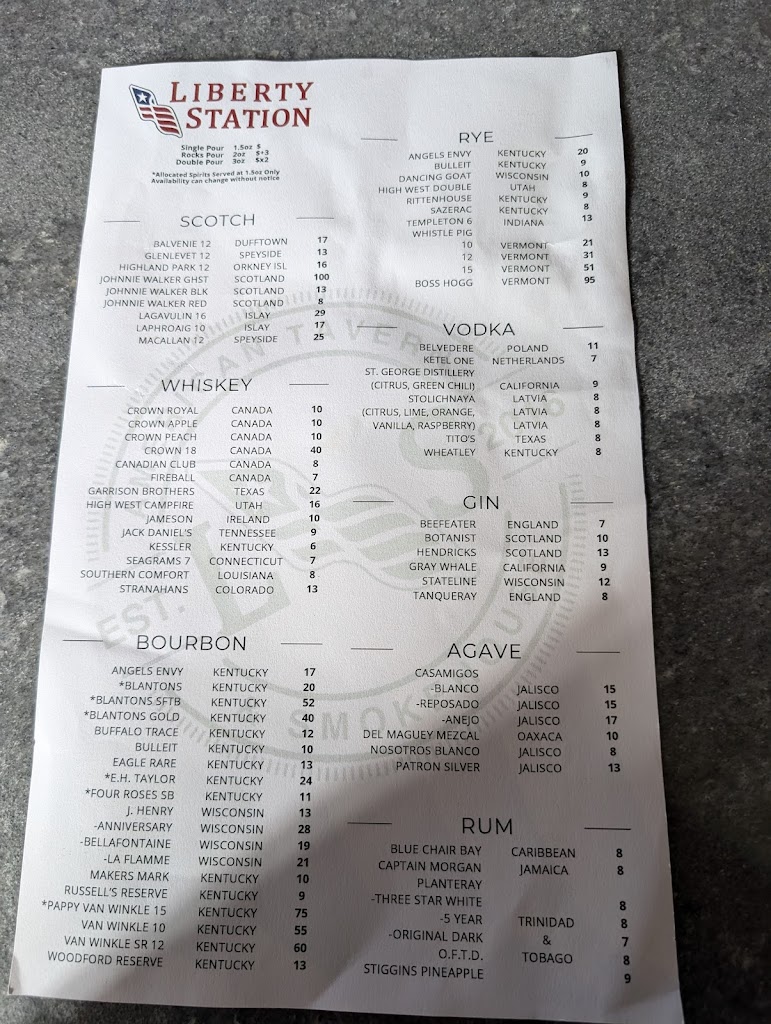 LIBERTY
STATION
Single Pour 1.5oz $
Rocks Pour 2oz $+3
Double Pour 3oz $x2
*Allocated Spirits Served at 1.5oz Only
Availability can change without notice
SCOTCH
BALVENIE 12 DUFFTOWN 17
GLENLEVET 12 SPEYSIDE 13
HIGHLAND PARK 12 ORKNEY ISL 16
JOHNNIE WALKER GHST SCOTLAND 100
JOHNNIE WALKER BLK SCOTLAND 13
JOHNNIE WALKER RED SCOTLAND 8
LAGAVULIN 16 ISLAY 29
LAPHROAIG 10 ISLAY 17
MACALLAN 12 SPEYSIDE 25
WHISKEY
CROWN ROYAL CANADA 10
CROWN APPLE CANADA 10
CROWN PEACH CANADA 10
CROWN 18 CANADA 40
CANADIAN CLUB CANADA 8
FIREBALL CANADA 7
GARRISON BROTHERS TEXAS 22
HIGH WEST CAMPFIRE UTAH 16
JAMESON IRELAND 10
JACK DANIEL'S TENNESSEE 9
KESSLER KENTUCKY 6
SEAGRAMS 7 CONNECTICUT 7
SOUTHERN COMFORT LOUISIANA 8
STRANAHANS COLORADO 13
BOURBON
ANGELS ENVY KENTUCKY 17
*BLANTONS KENTUCKY 20
*BLANTONS SFTB KENTUCKY 52
*BLANTONS GOLD KENTUCKY 40
BUFFALO TRACE KENTUCKY 12
BULLEIT KENTUCKY 10
EAGLE RARE KENTUCKY 13
*E.H. TAYLOR KENTUCKY 24
*FOUR ROSES SB KENTUCKY 11
J. HENRY WISCONSIN 13
-ANNIVERSARY WISCONSIN 28
-BELLAFONTAINE WISCONSIN 19
-LA FLAMME WISCONSIN 21
MAKERS MARK KENTUCKY 10
RUSSELL'S RESERVE KENTUCKY 9
*PAPPY VAN WINKLE 15 KENTUCKY 75
VAN WINKLE 10 KENTUCKY 55
VAN WINKLE SR 12 KENTUCKY 60
WOODFORD RESERVE KENTUCKY 13
RYE
ANGELS ENVY KENTUCKY 20
BULLEIT KENTUCKY 9
DANCING GOAT WISCONSIN 10
HIGH WEST DOUBLE UTAH 8
RITTENHOUSE KENTUCKY 9
SAZERAC KENTUCKY 8
TEMPLETON 6 INDIANA 13
WHISTLE PIG
10 VERMONT 21
12 VERMONT 31
15 VERMONT 51
BOSS HOGG VERMONT 95
VODKA
BELVEDERE POLAND 11
KETEL ONE NETHERLANDS 7
ST. GEORGE DISTILLERY
(CITRUS, GREEN CHILI) CALIFORNIA 9
STOLICHNAYA LATVIA 8
(CITRUS, LIME, ORANGE, LATVIA 8
VANILLA, RASPBERRY) LATVIA 8
TITO'S TEXAS 8
WHEATLEY KENTUCKY 8
GIN
BEEFEATER ENGLAND 7
BOTANIST SCOTLAND 10
HENDRICKS SCOTLAND 13
GRAY WHALE CALIFORNIA 9
STATELINE WISCONSIN 12
TANQUERAY ENGLAND 8
AGAVE
CASAMIGOS
-BLANCO JALISCO 15
-REPOSADO JALISCO 15
-ANEJO JALISCO 17
DEL MAGUEY MEZCAL OAXACA 10
NOSOTROS BLANCO JALISCO 8
PATRON SILVER JALISCO 13
RUM
BLUE CHAIR BAY CARIBBEAN 8
CAPTAIN MORGAN JAMAICA 8
PLANTERAY
-THREE STAR WHITE 8
-5 YEAR TRINIDAD 8
-ORIGINAL DARK & 7
O.F.T.D. TOBAGO 8
STIGGINS PINEAPPLE 9